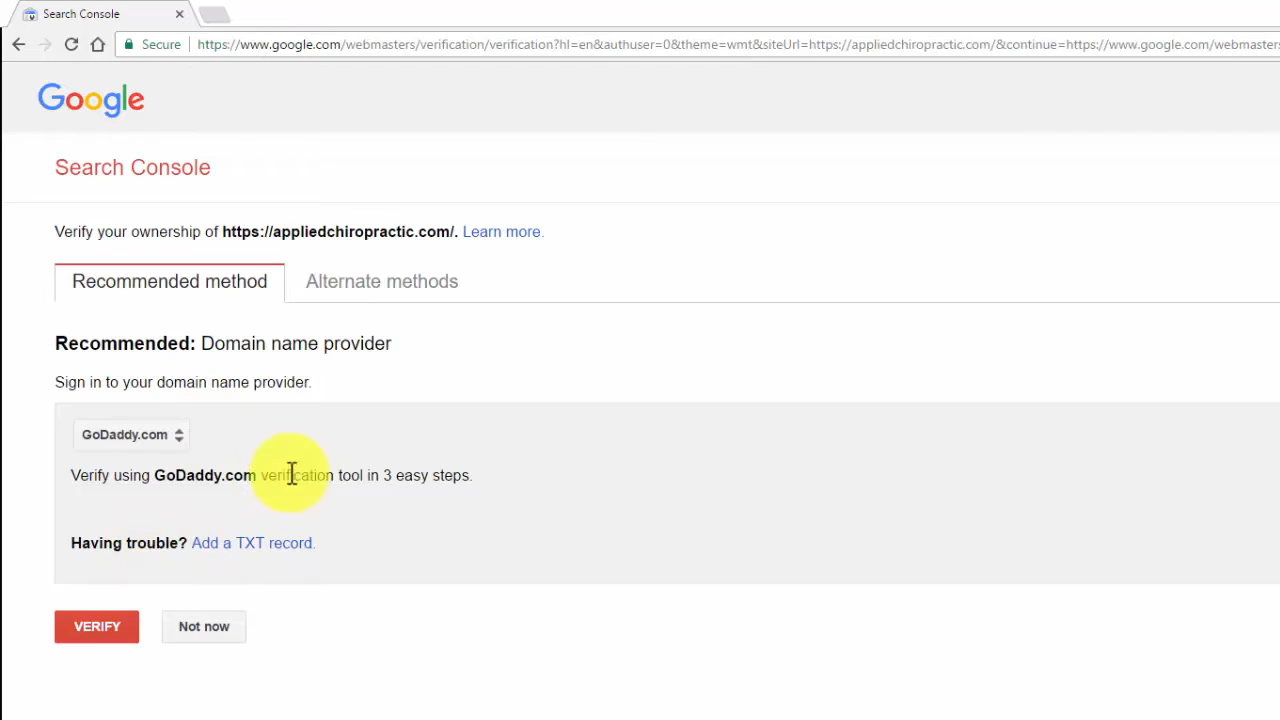 Search Console
Secure https://www.google.com/webmasters/verification/verification?hl=en&authuser=0&theme=wmt&siteUrl=https://appliedchiropractic.com/&continue=https://www.google.com/webmasters
Google
Search Console
Verify your ownership of https://appliedchiropractic.com/. Learn more.
Recommended method Alternate methods
Recommended: Domain name provider
Sign in to your domain name provider.
GoDaddy.com
Verify using GoDaddy.com verification tool in 3 easy steps.
Having trouble? Add a TXT record.
VERIFY Not now